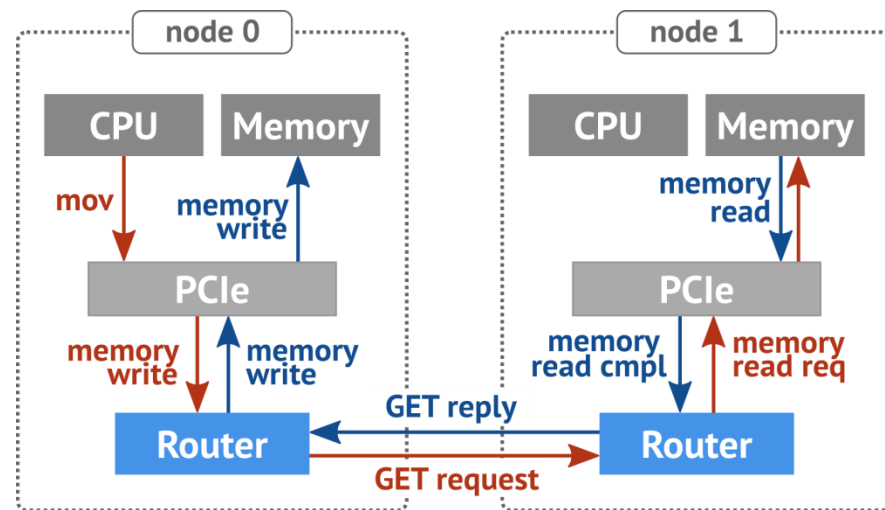 node 0
node 1
CPU
Memory
CPU
Memory
mov
memory
write
memory
read
PCIe
PCIe
memory
write
memory
write
memory
read cmpl
memory
read req
GET reply
Router
Router
GET request